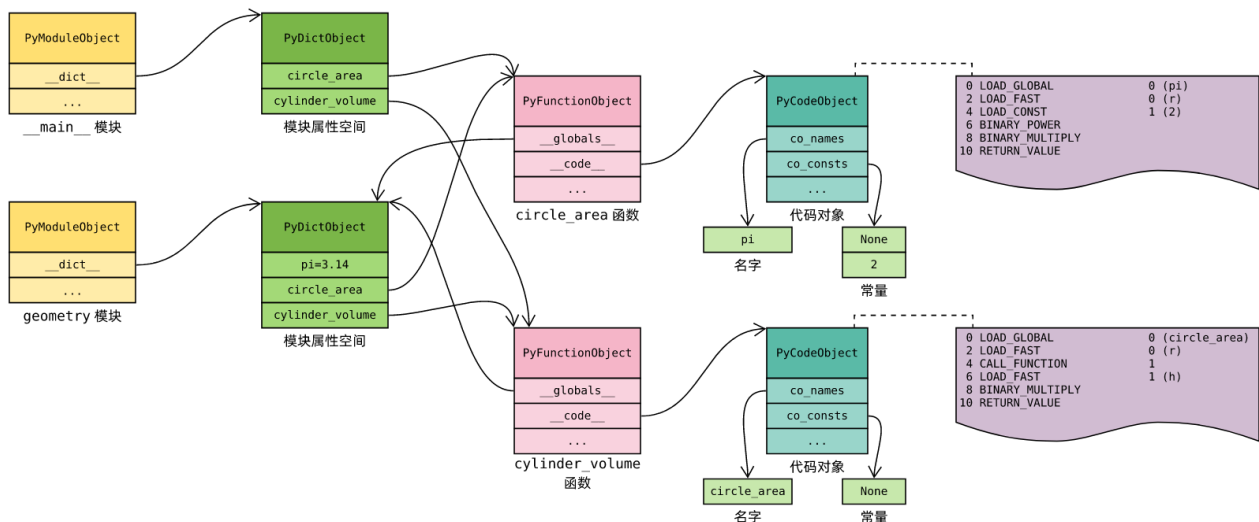 PyModuleObject
__dict__
...
__main__ 模块
PyDictObject
circle_area
cylinder_volume
模块属性空间
PyFunctionObject
__globals__
__code__
...
circle_area 函数
PyCodeObject
co_names
co_consts
...
代码对象
pi
名字
None
2
常量
0 LOAD_GLOBAL 0 (pi)
2 LOAD_FAST 0 (r)
4 LOAD_CONST 1 (2)
6 BINARY_POWER
8 BINARY_MULTIPLY
10 RETURN_VALUE
PyModuleObject
__dict__
...
geometry 模块
PyDictObject
pi=3.14
circle_area
cylinder_volume
模块属性空间
PyFunctionObject
__globals__
__code__
...
cylinder_volume
函数
PyCodeObject
co_names
co_consts
...
代码对象
circle_area
名字
None
常量
0 LOAD_GLOBAL 0 (circle_area)
2 LOAD_FAST 0 (r)
4 CALL_FUNCTION 1
6 LOAD_FAST 1 (h)
8 BINARY_MULTIPLY
10 RETURN_VALUE